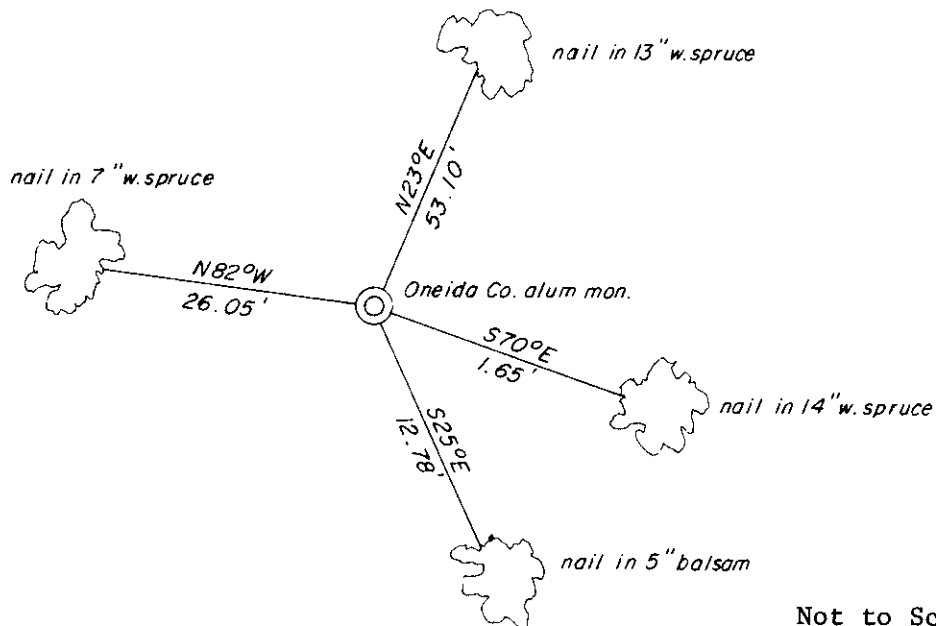 nail in 13" w. spruce
nail in 7" w. spruce
N23°E
53.10'
N82°W
26.05'
Oneida Co. alum mon.
S70°E
1.65'
nail in 14" w. spruce
S25°E
12.78'
nail in 5" balsam
Not to Sc